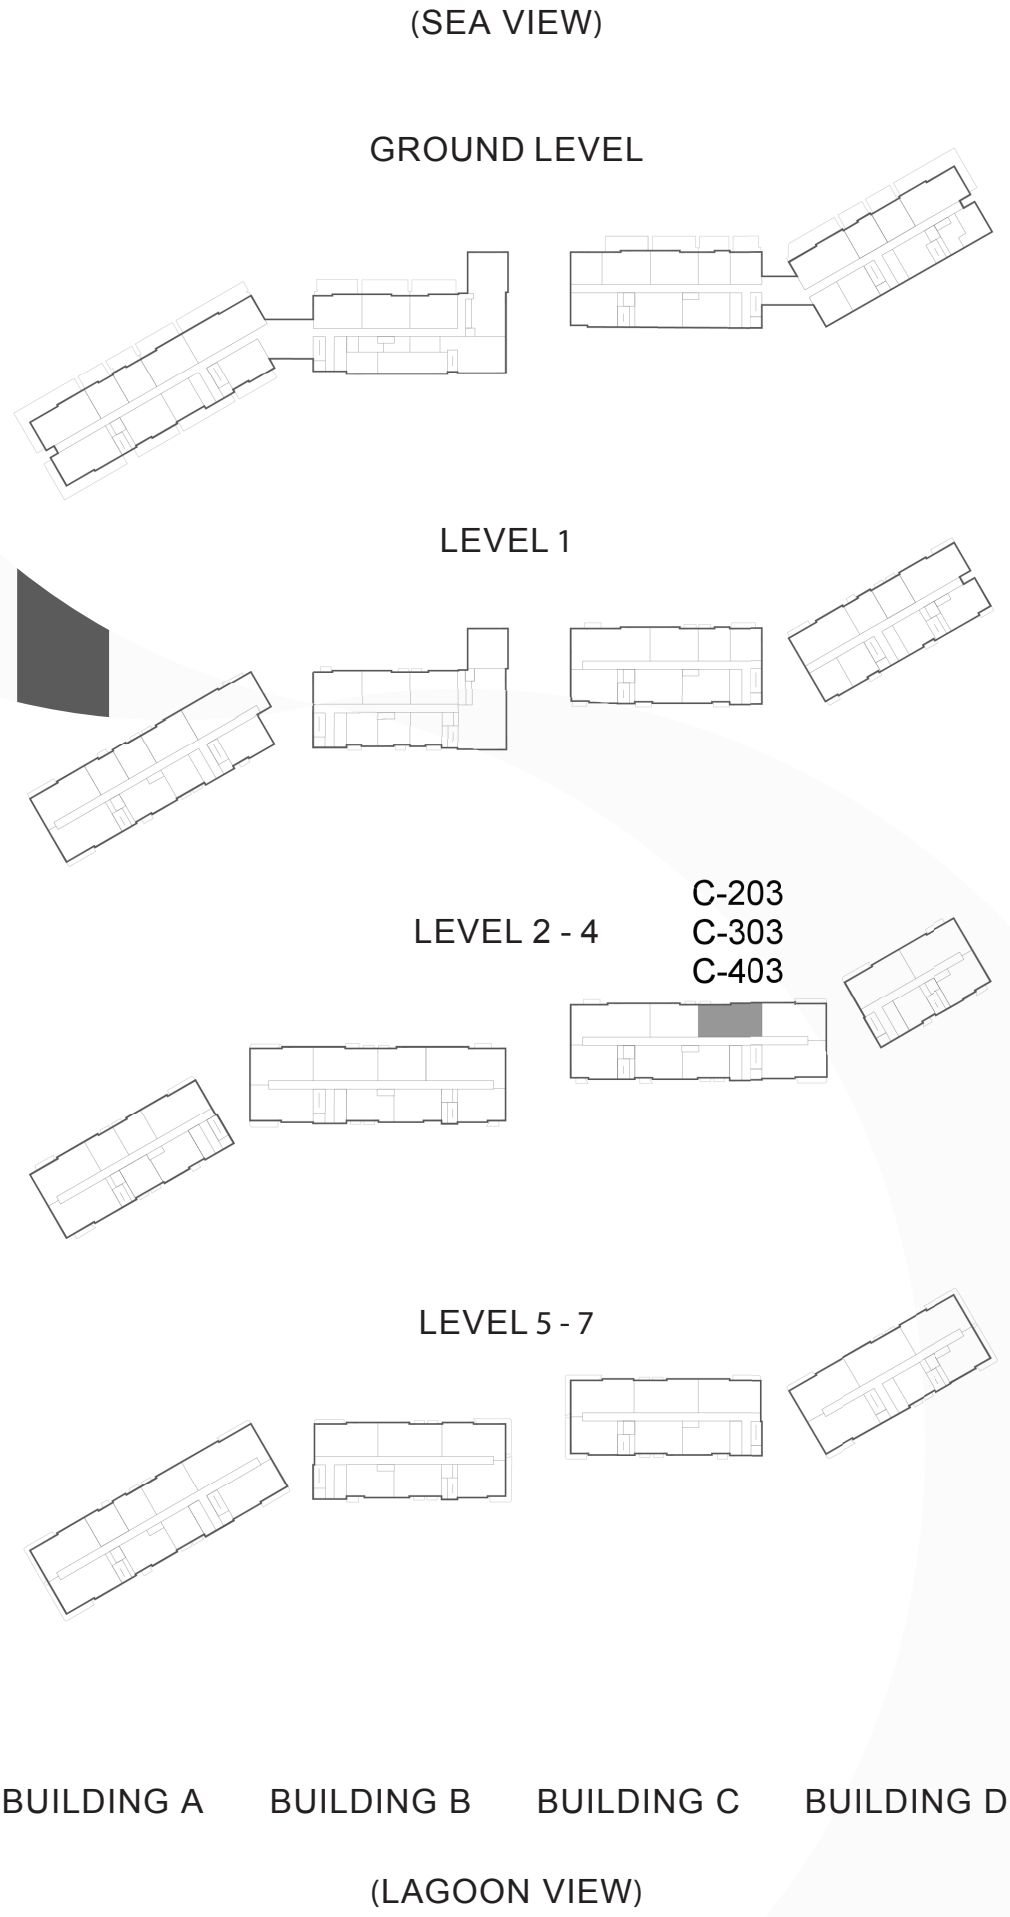 (SEA VIEW)
GROUND LEVEL
LEVEL 1
C-203
LEVEL 2 - 4
C-303
C-403
LEVEL 5 - 7
BUILDING A
BUILDING B
BUILDING C
BUILDING D
(LAGOON VIEW)